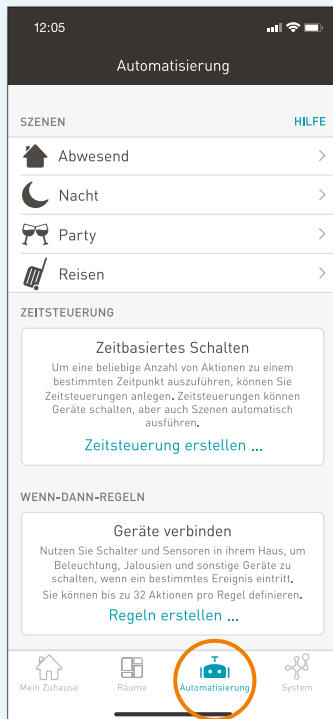 12:05
Automatisierung
SZENEN
HILFE
Abwesend
Nacht
Party
Reisen
ZEITSTEUERUNG
Zeitbasiertes Schalten
Um eine beliebige Anzahl von Aktionen zu einem
bestimmten Zeitpunkt auszuführen, können Sie
Zeitsteuerungen anlegen. Zeitsteuerungen können
Geräte schalten, aber auch Szenen automatisch
ausführen.
Zeitsteuerung erstellen ...
WENN-DANN-REGELN
Geräte verbinden
Nutzen Sie Schalter und Sensoren in ihrem Haus, um
Beleuchtung, Jalousien und sonstige Geräte zu
schalten, wenn ein bestimmtes Ereignis eintritt.
Sie können bis zu 32 Aktionen pro Regel definieren.
Regeln erstellen ...
Mein Zuhause
Räume
Automatisierung
System